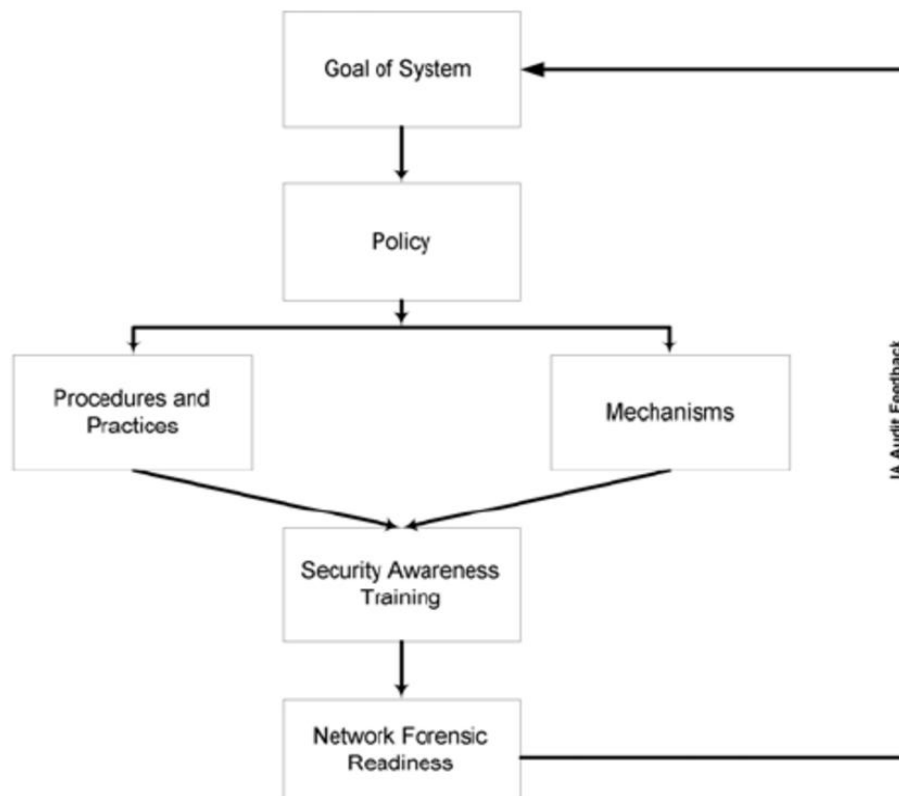 Goal of System
Policy
Procedures and
Practices
Mechanisms
IA Audit Feedback
Security Awareness
Training
Network Forensic
Readiness